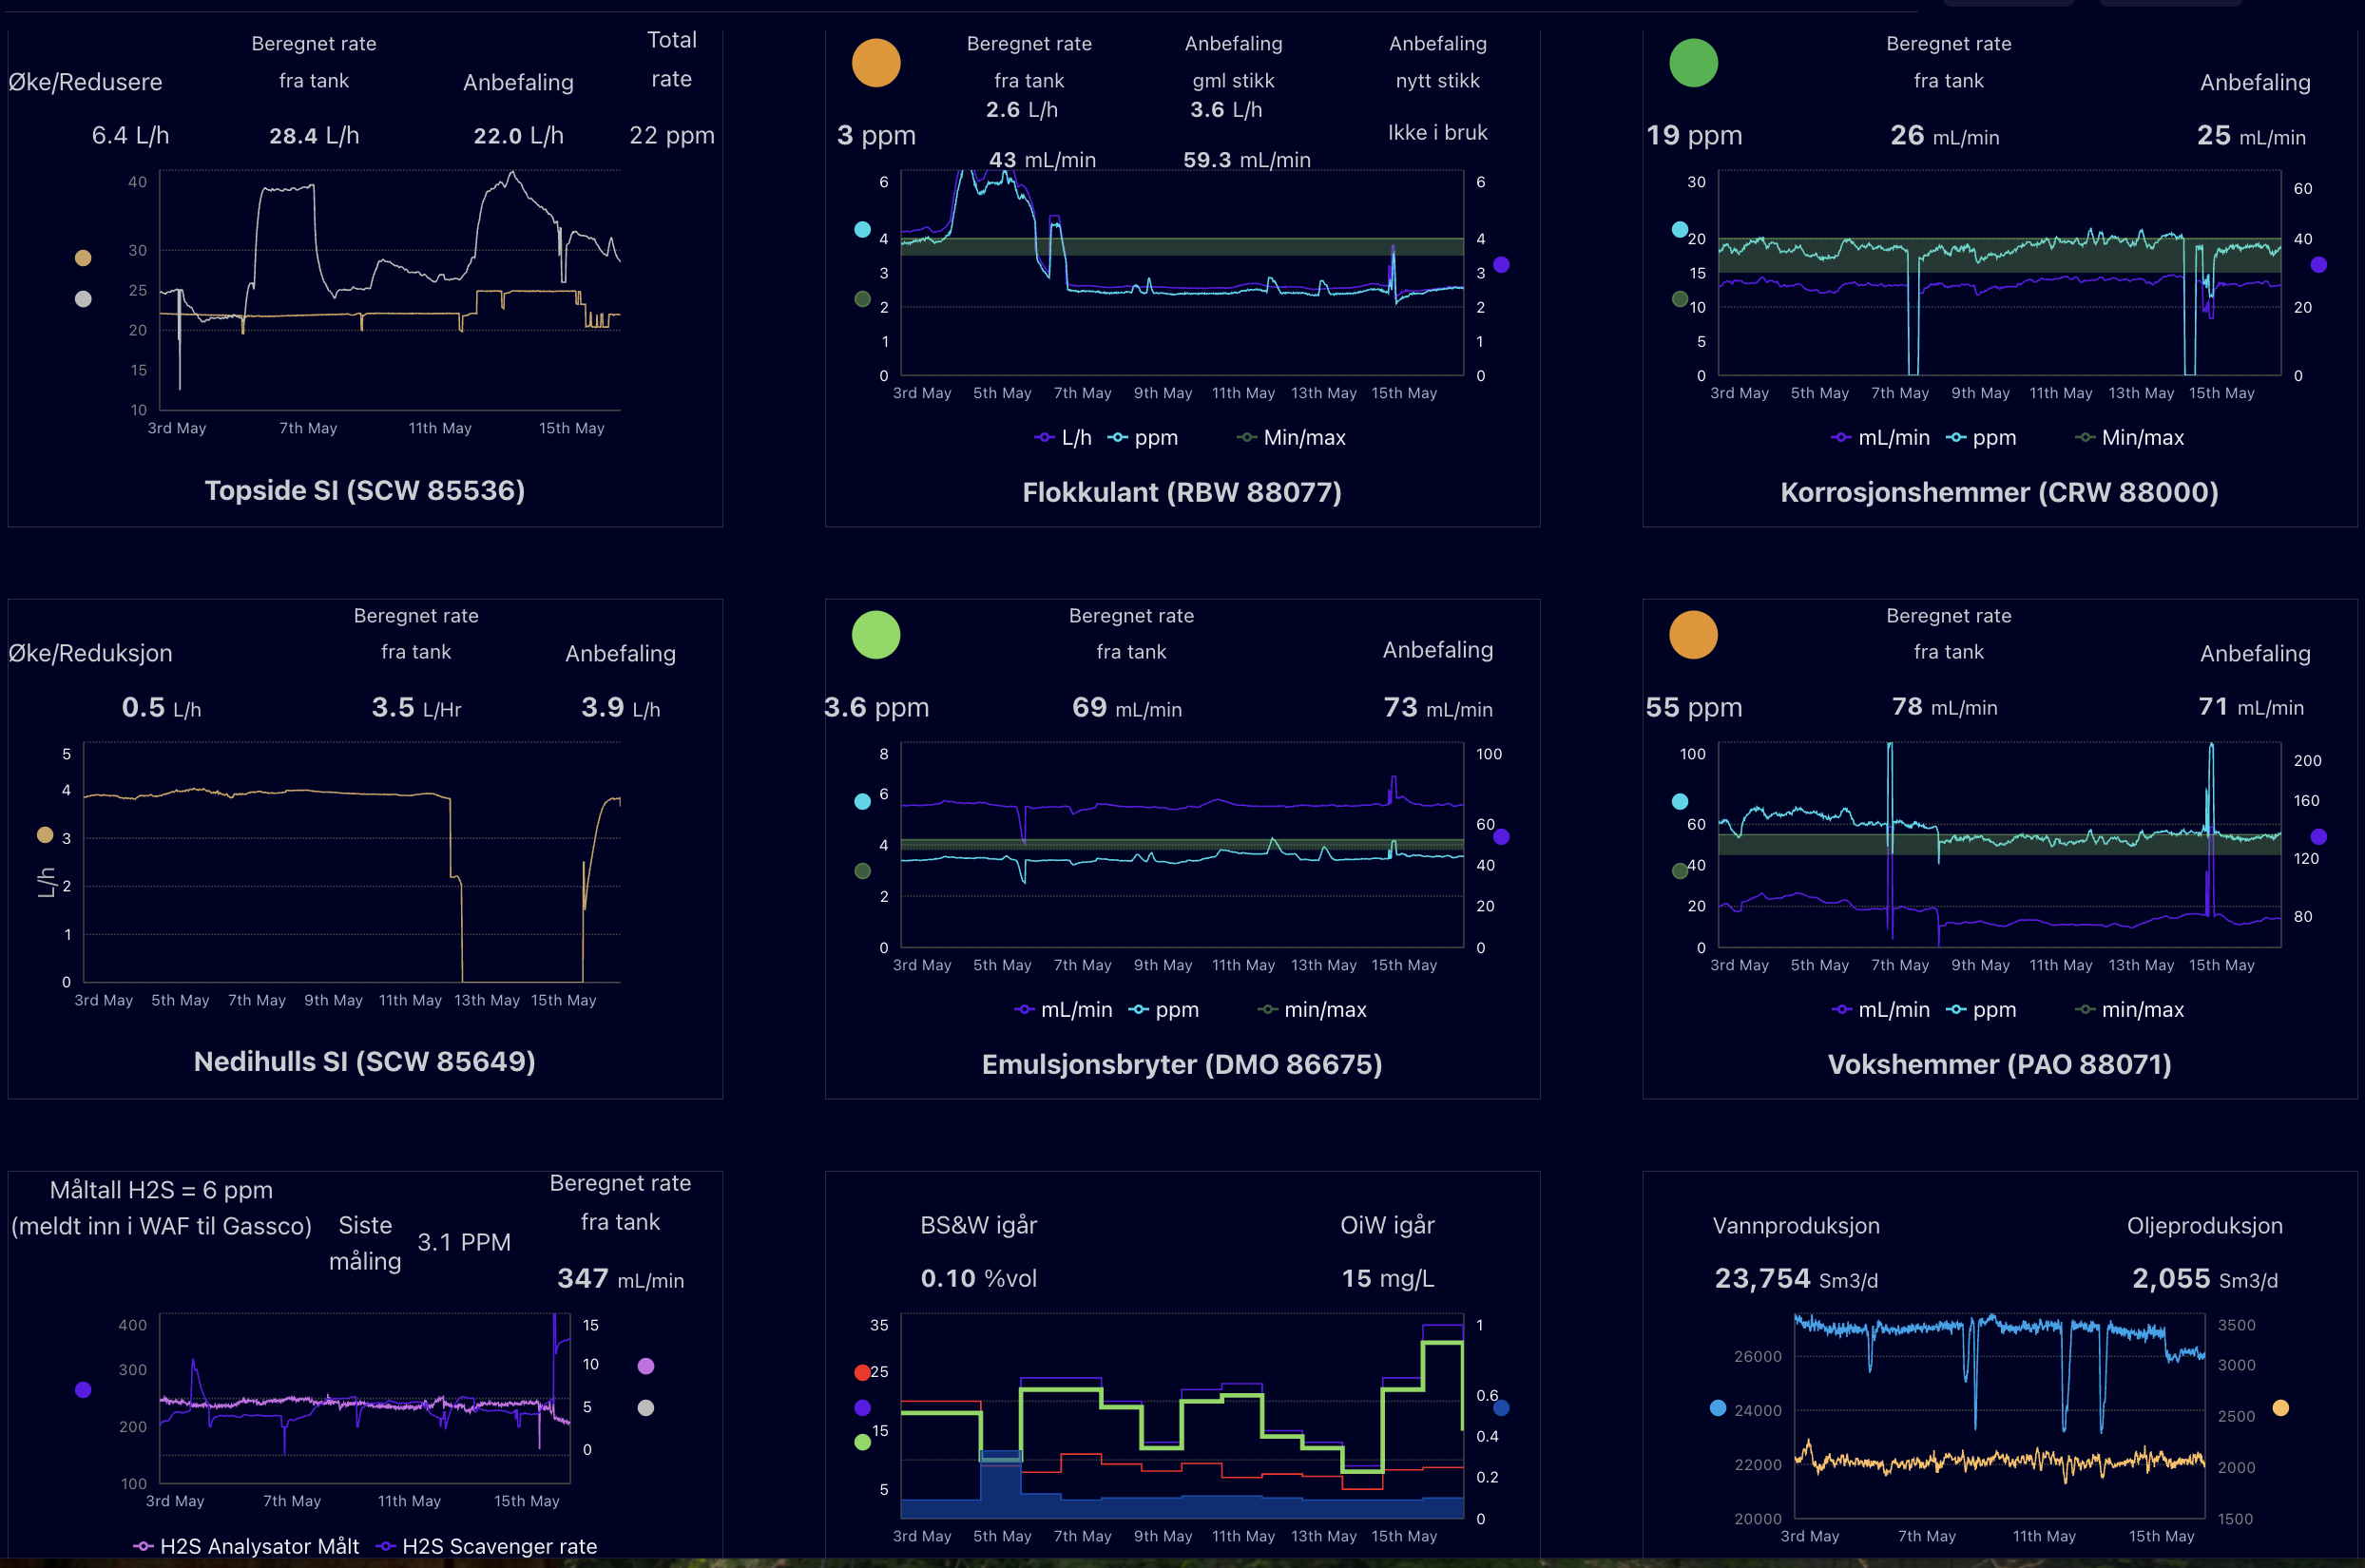 Øke/Redusere
6.4 L/h
Beregnet rate
fra tank
28.4 L/h
Anbefaling
22.0 L/h
Total
rate
22 ppm
40
30
25
20
15
10
3rd May 7th May 11th May 15th May
Topside SI (SCW 85536)
3 ppm
Beregnet rate
fra tank
2.6 L/h
43 mL/min
Anbefaling
gml stikk
3.6 L/h
59.3 mL/min
Anbefaling
nytt stikk
Ikke i bruk
6
4
3
2
1
0
6
4
3
2
1
0
3rd May 5th May 7th May 9th May 11th May 13th May 15th May
L/h ppm Min/max
Flokkulant (RBW 88077)
19 ppm
Beregnet rate
fra tank
26 mL/min
Anbefaling
25 mL/min
30
20
15
10
5
0
60
40
20
0
3rd May 5th May 7th May 9th May 11th May 13th May 15th May
mL/min ppm Min/max
Korrosjonshemmer (CRW 88000)
Øke/Reduksjon
0.5 L/h
Beregnet rate
fra tank
3.5 L/Hr
Anbefaling
3.9 L/h
L/h
5
4
3
2
1
0
3rd May 5th May 7th May 9th May 11th May 13th May 15th May
Nedihulls SI (SCW 85649)
3.6 ppm
Beregnet rate
fra tank
69 mL/min
Anbefaling
73 mL/min
8
6
4
2
0
100
60
40
20
0
3rd May 5th May 7th May 9th May 11th May 13th May 15th May
mL/min ppm min/max
Emulsjonsbryter (DMO 86675)
55 ppm
Beregnet rate
fra tank
78 mL/min
Anbefaling
71 mL/min
100
60
40
20
0
200
160
120
80
3rd May 5th May 7th May 9th May 11th May 13th May 15th May
mL/min ppm min/max
Vokshemmer (PAO 88071)
Måltall H2S = 6 ppm
(meldt inn i WAF til Gassco)
Siste
måling
3.1 PPM
Beregnet rate
fra tank
347 mL/min
400
300
200
100
15
10
5
0
3rd May 7th May 11th May 15th May
H2S Analysator Målt H2S Scavenger rate
BS&W igår
0.10 %vol
OiW igår
15 mg/L
35
25
15
5
1
0.6
0.4
0.2
0
3rd May 5th May 7th May 9th May 11th May 13th May 15th May
Vannproduksjon
23,754 Sm3/d
Oljeproduksjon
2,055 Sm3/d
26000
24000
22000
20000
3500
3000
2500
2000
1500
3rd May 7th May 11th May 15th May